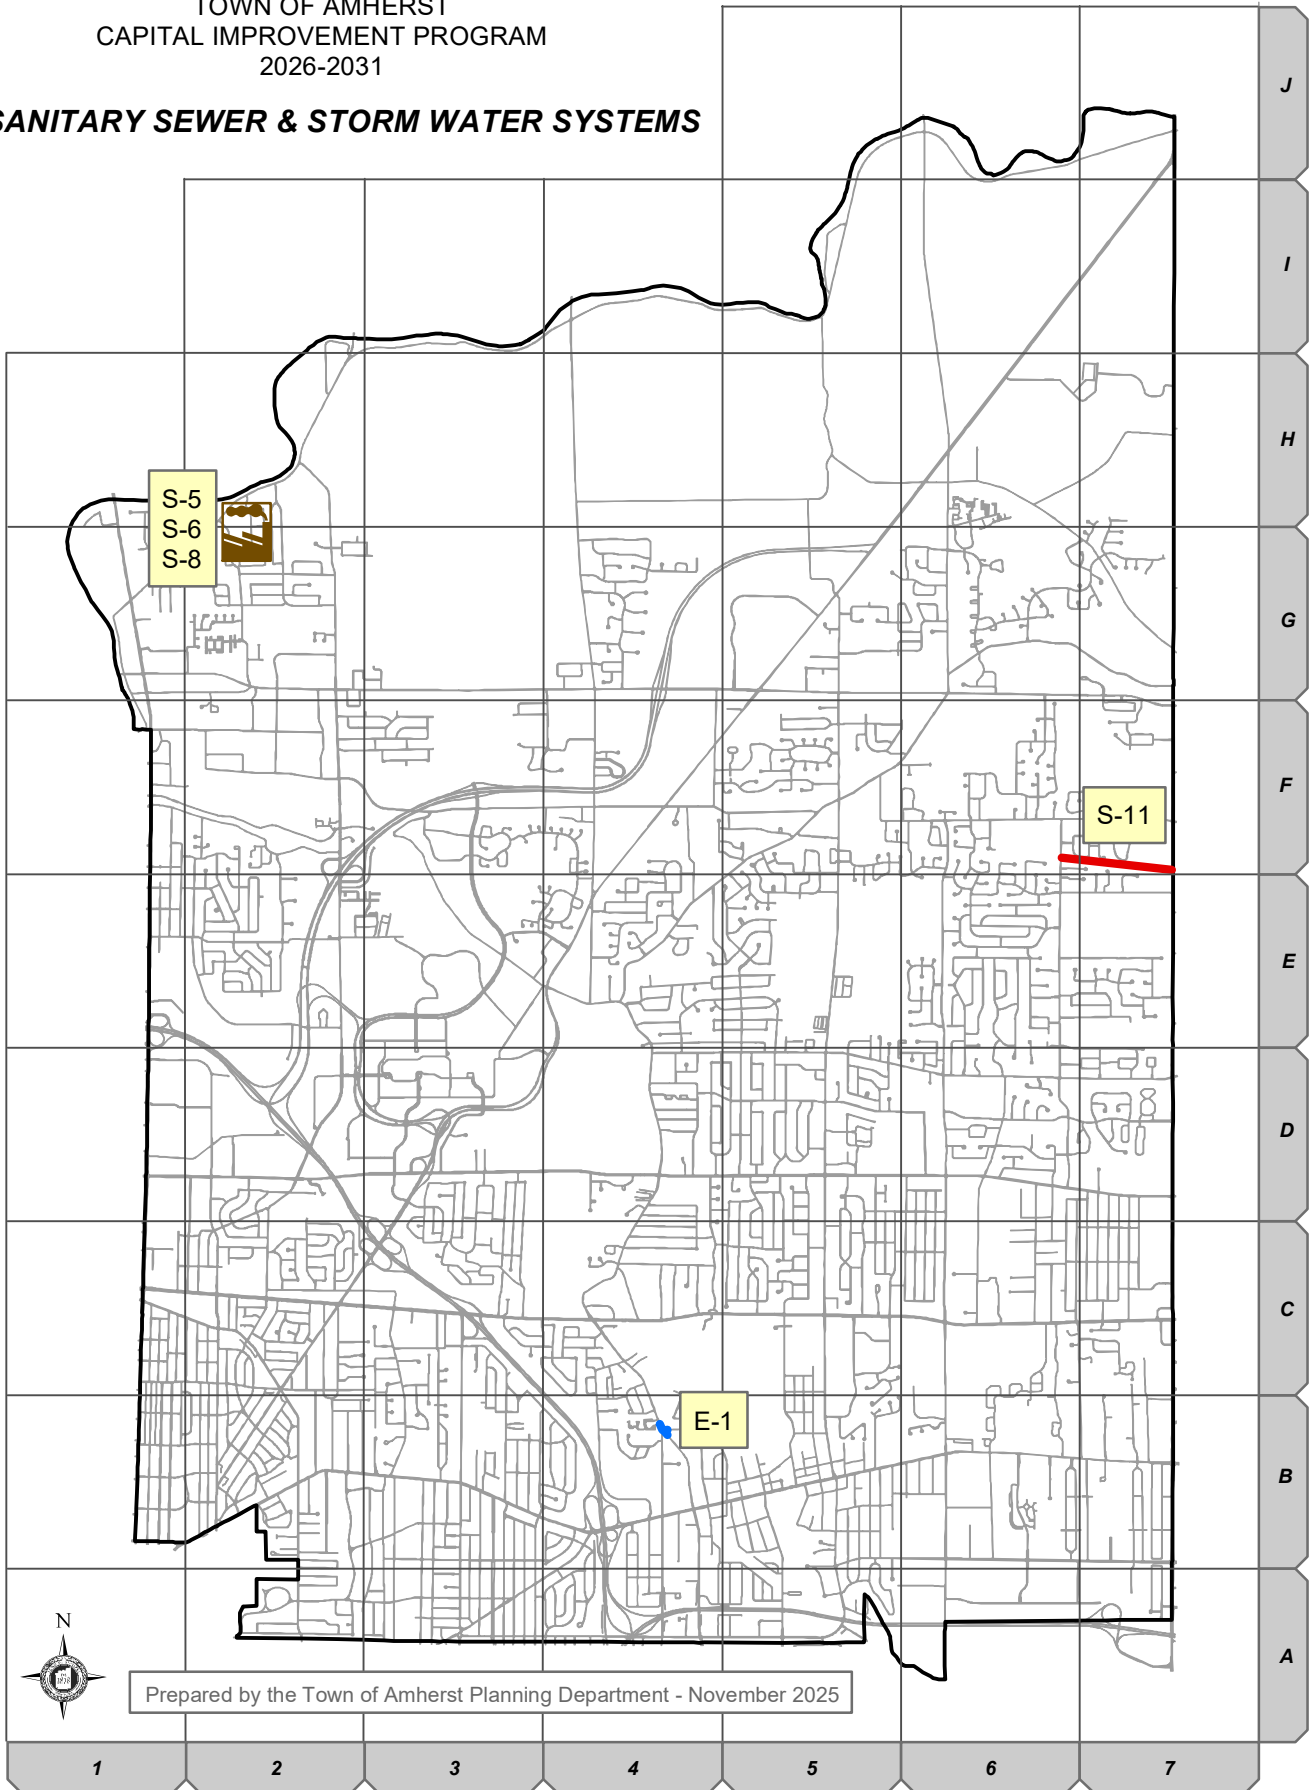 TOWN OF AMHERST
CAPITAL IMPROVEMENT PROGRAM
2026-2031
SANITARY SEWER & STORM WATER SYSTEMS
J
I
H
S-5
S-6
S-8
G
F
S-11
E
D
C
E-1
B
N
A
Prepared by the Town of Amherst Planning Department - November 2025
1 2 3 4 5 6 7